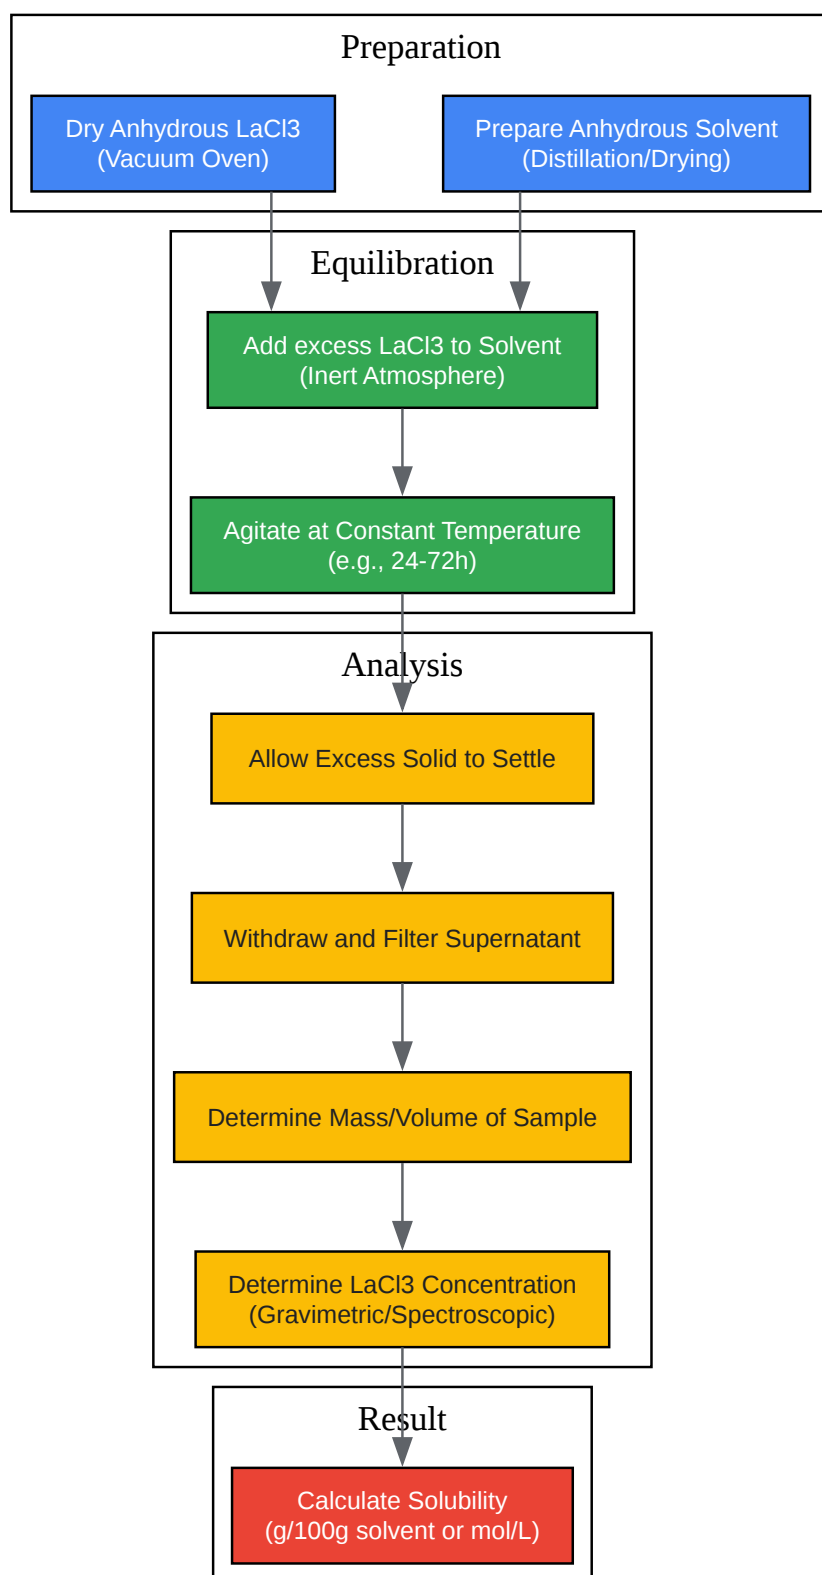 Preparation
Dry Anhydrous LaCl3
(Vacuum Oven)
Prepare Anhydrous Solvent
(Distillation/Drying)
Equilibration
Add excess LaCl3 to Solvent
(Inert Atmosphere)
Agitate at Constant Temperature
(e.g., 24-72h)
Analysis
Allow Excess Solid to Settle
Withdraw and Filter Supernatant
Determine Mass/Volume of Sample
Determine LaCl3 Concentration
(Gravimetric/Spectroscopic)
Result
Calculate Solubility
(g/100g solvent or mol/L)